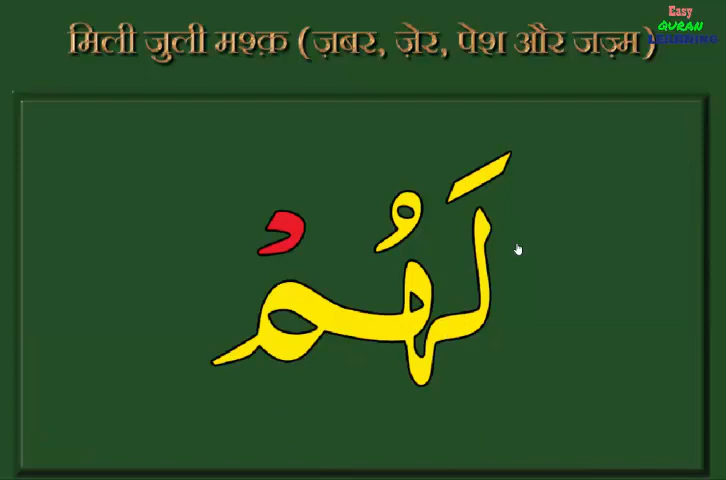 Easy
QURAN
LEARNING
मिली जुली मश्क़ (ज़बर, ज़ेर, पेश और जज़्म)
لَهُمْ